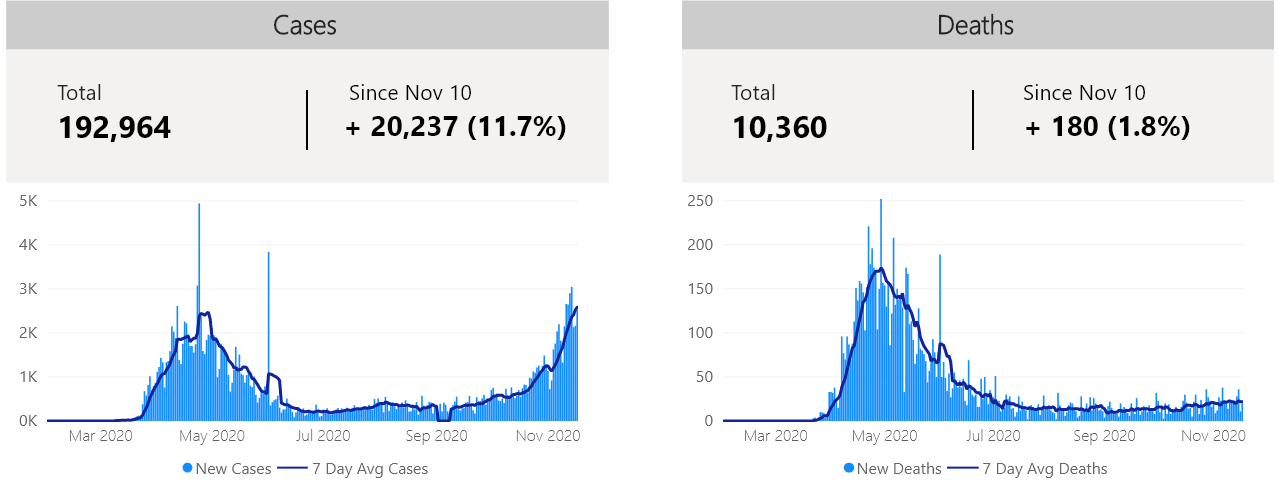 Cases
Total
Since Nov 10
192,964
+ 20,237 (11.7%)
5K
4K
3K
2K
1K
0K
Mar 2020 May 2020 Jul 2020 Sep 2020 Nov 2020
New Cases 7 Day Avg Cases
Deaths
Total
Since Nov 10
10,360
+ 180 (1.8%)
250
200
150
100
50
0
Mar 2020 May 2020 Jul 2020 Sep 2020 Nov 2020
New Deaths 7 Day Avg Deaths